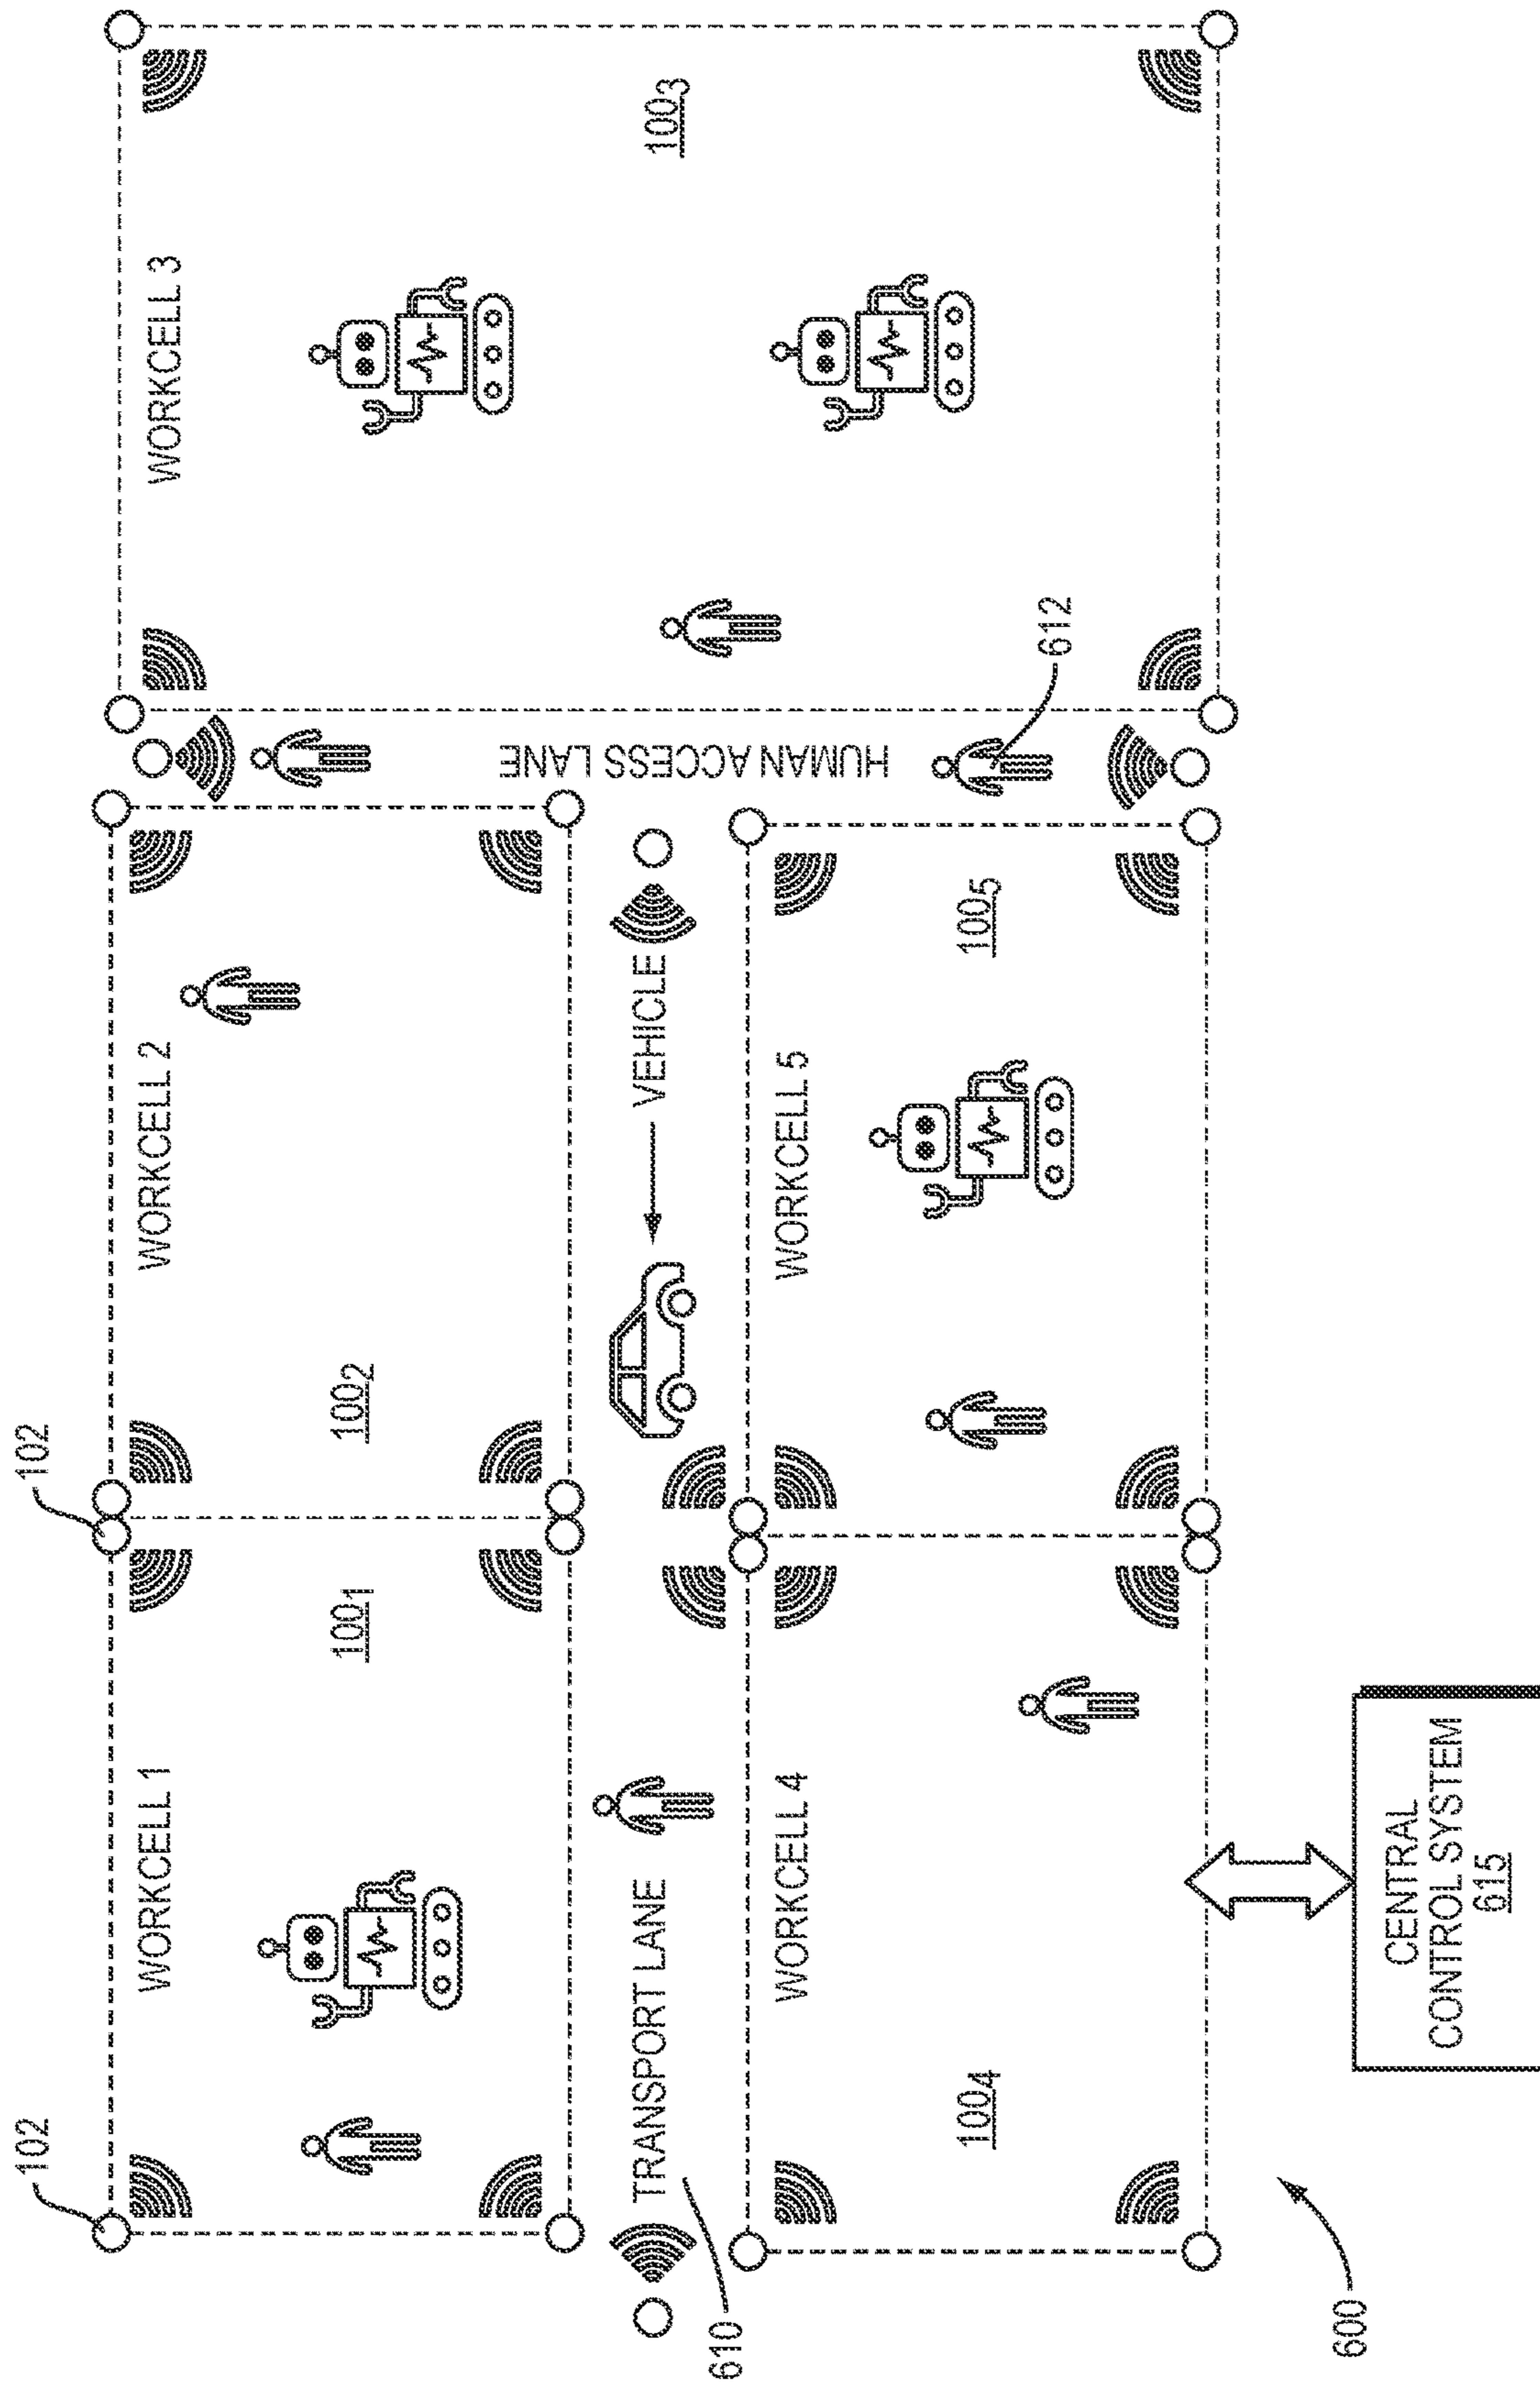 102
102
WORKCELL 1
100₁
WORKCELL 2
100₂
WORKCELL 3
100₃
610
TRANSPORT LANE
VEHICLE
HUMAN ACCESS LANE
612
WORKCELL 4
100₄
WORKCELL 5
100₅
600
CENTRAL
CONTROL SYSTEM
615